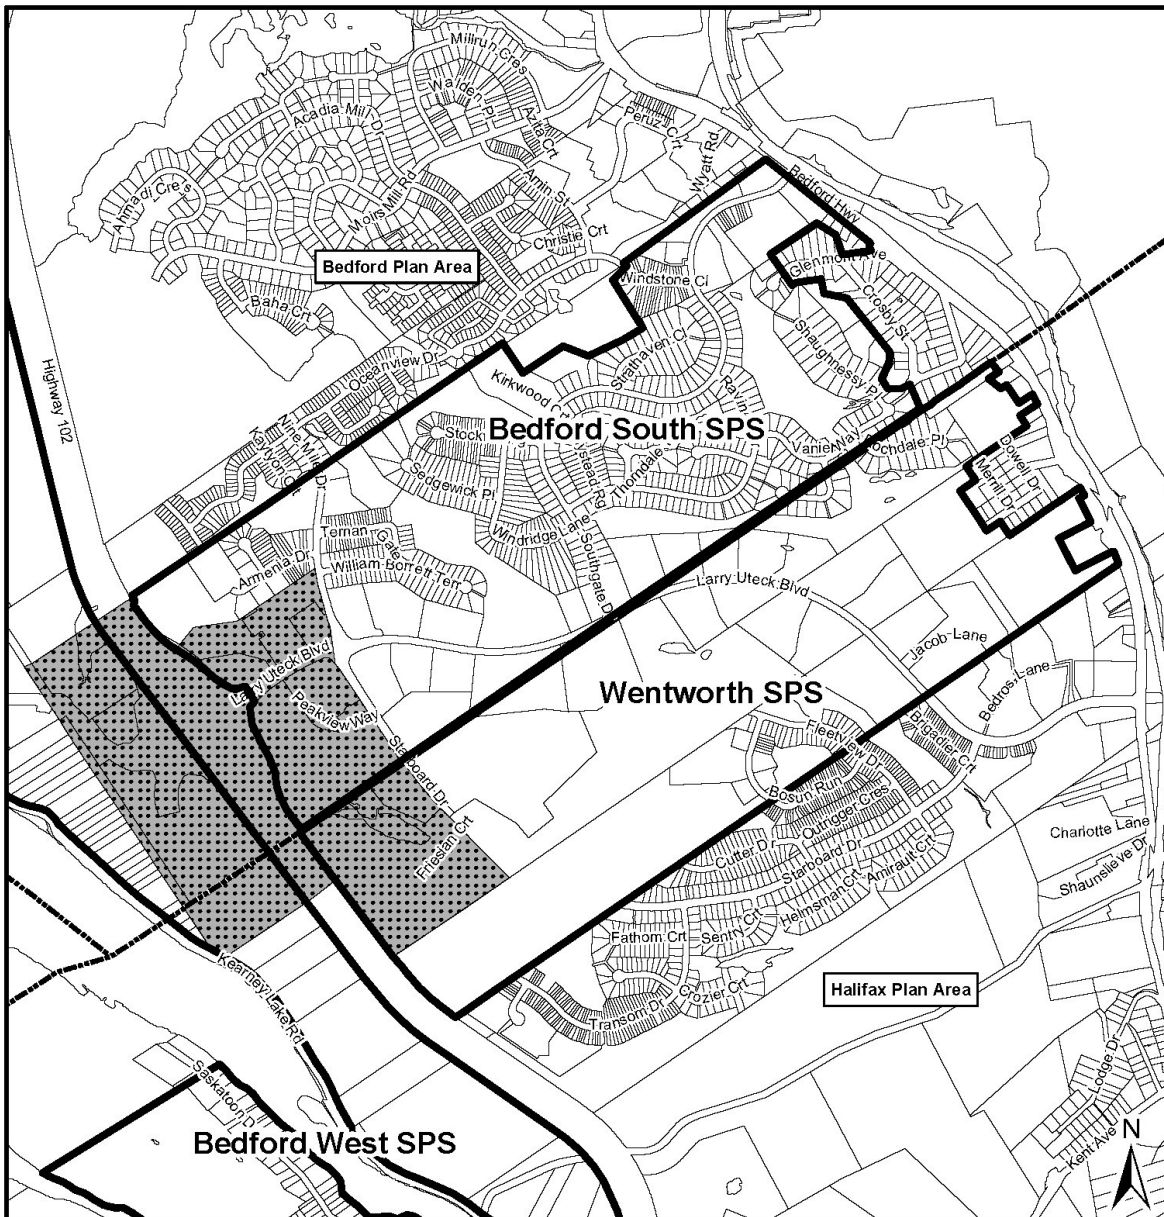 Millrun Cres
Walden Pl
Azita Crt
Acadia Mill Dr
Peruz Crt
Wyatt Rd
Ahmadi Cres
Moirs Mill Rd
Amin St
Bedford Hwy
Christie Crt
Bedford Plan Area
Windstone Cl
Glenmont Ave
Baha Crt
Crosby St
Highway 102
Oceanview Dr
Strathaven Cl
Shaughnessy Pl
Kirkwood Crt
Nine Mile Dr
Kaynon Crt
Stock
Bedford South SPS
Vanier Way
Rochdale Pl
Sedgewick Pl
Thorndale
Dowell Dr
Merrill Dr
Windridge Lane
Ternan Gate
Southgate Dr
Armenia Dr
William Borrett Terr
Larry Uteck Blvd
Jacob Lane
Larry Uteck Blvd
Wentworth SPS
Bedros Lane
Peakview Way
Fleetview Dr
Brigadier Crt
Starboard Dr
Bosun Run
Outrigger Cres
Friesian Crt
Cutter Dr
Starboard Dr
Amirault Crt
Charlotte Lane
Shaunslieve Dr
Helmsman Crt
Sentry Crt
Fathom Crt
Kearney Lake Rd
Crozier Crt
Halifax Plan Area
Transom Dr
Lodge Dr
Saskatoon Dr
Bedford West SPS
Kent Ave
N